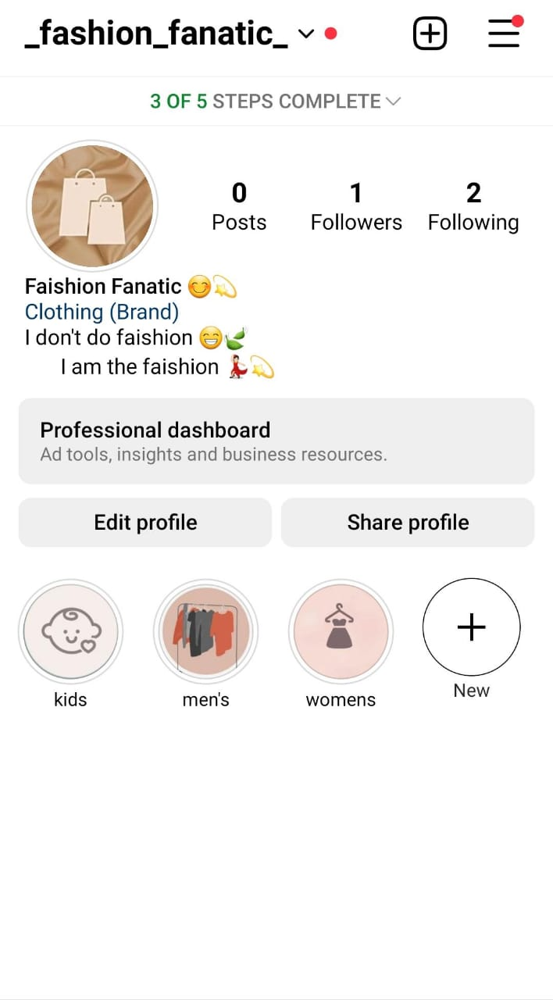 _fashion_fanatic_
3 OF 5 STEPS COMPLETE
0 1 2
Posts Followers Following
Faishion Fanatic 😊💫
Clothing (Brand)
I don't do faishion 😁🍃
I am the faishion 💃💫
Professional dashboard
Ad tools, insights and business resources.
Edit profile Share profile
kids men's womens New